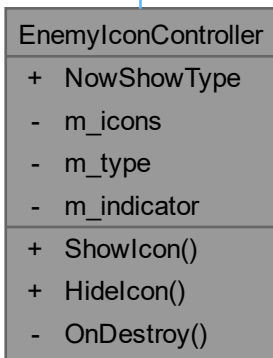 EnemyIconController
+ NowShowType
- m_icons
- m_type
- m_indicator
+ ShowIcon()
+ HideIcon()
- OnDestroy()